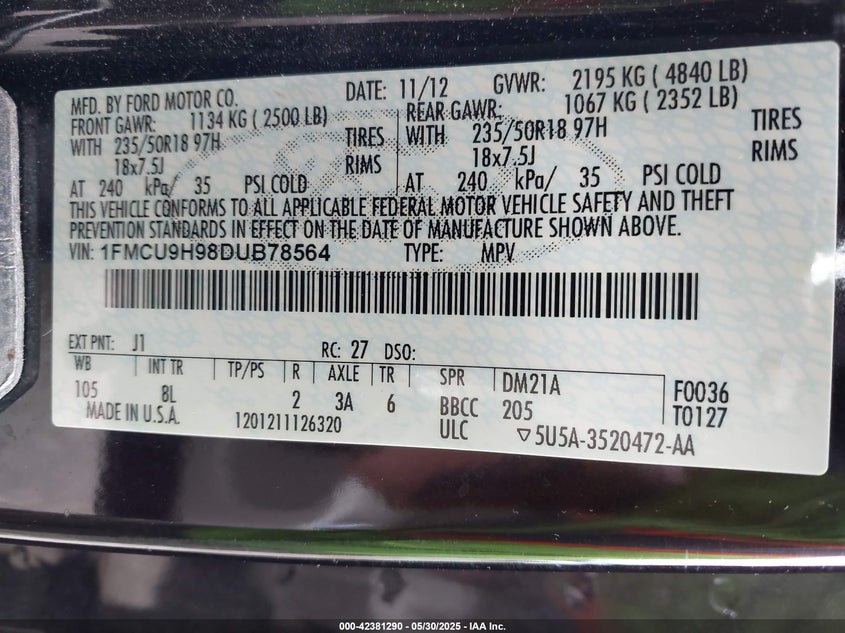 MFD. BY FORD MOTOR CO. DATE: 11/12 GVWR: 2195 KG ( 4840 LB)
FRONT GAWR: 1134 KG ( 2500 LB) REAR GAWR: 1067 KG ( 2352 LB)
WITH 235/50R18 97H TIRES WITH 235/50R18 97H TIRES
18x7.5J RIMS 18x7.5J RIMS
AT 240 kPa/ 35 PSI COLD AT 240 kPa/ 35 PSI COLD
THIS VEHICLE CONFORMS TO ALL APPLICABLE FEDERAL MOTOR VEHICLE SAFETY AND THEFT
PREVENTION STANDARDS IN EFFECT ON THE DATE OF MANUFACTURE SHOWN ABOVE.
VIN: 1FMCU9H98DUB78564 TYPE: MPV
EXT PNT: J1 RC: 27 DSO:
WB INT TR TP/PS R AXLE TR SPR DM21A F0036
105 8L 2 3A 6 BBCC 205 T0127
MADE IN U.S.A. 1201211126320 ULC ▽5U5A-3520472-AA
000-42381290 — 05/30/2025 — IAA Inc.